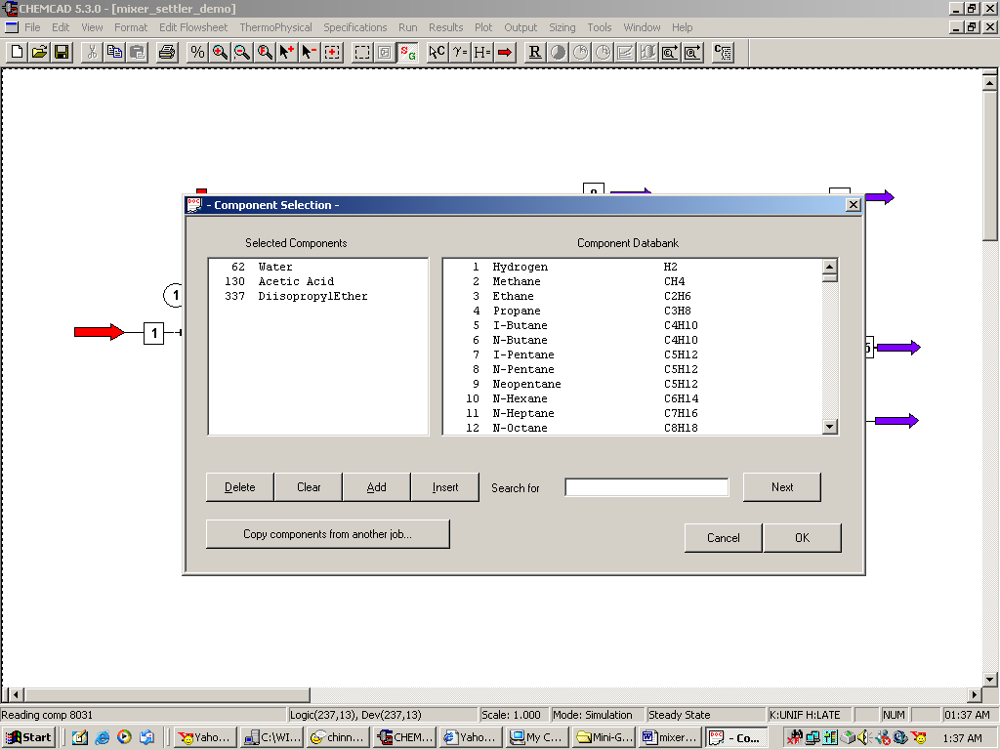 CHEMCAD 5.3.0 - [mixer_settler_demo]
File Edit View Format Edit Flowsheet ThermoPhysical Specifications Run Results Plot Output Sizing Tools Window Help
% S G C γ= H= R C
- Component Selection -
Selected Components
62 Water
130 Acetic Acid
337 DiisopropylEther
Component Databank
1 Hydrogen H2
2 Methane CH4
3 Ethane C2H6
4 Propane C3H8
5 I-Butane C4H10
6 N-Butane C4H10
7 I-Pentane C5H12
8 N-Pentane C5H12
9 Neopentane C5H12
10 N-Hexane C6H14
11 N-Heptane C7H16
12 N-Octane C8H18
1
1
Delete Clear Add Insert Search for Next
Copy components from another job... Cancel OK
Reading comp 8031 Logic(237,13), Dev(237,13) Scale: 1.000 Mode: Simulation Steady State K:UNIF H:LATE NUM 01:37 AM
Start Yaho... C:\WI... chinn... CHEM... Yaho... My C... Mini-G... mixer... - Co... 1:37 AM